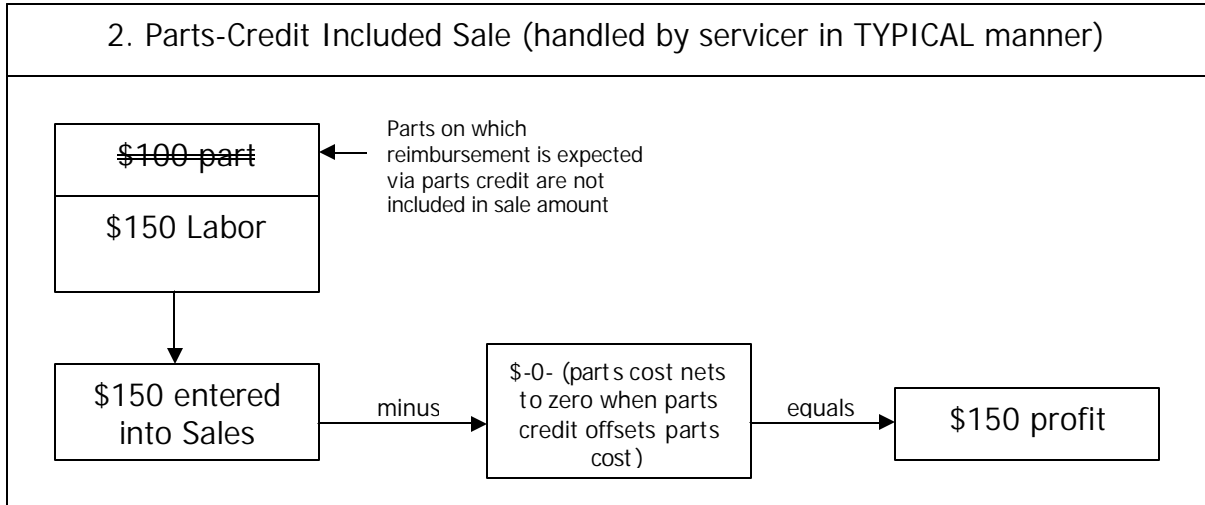 2. Parts-Credit Included Sale (handled by servicer in TYPICAL manner)
$100 part
Parts on which
reimbursement is expected
via parts credit are not
included in sale amount
$150 Labor
$150 entered
into Sales
minus
$-0- (parts cost nets
to zero when parts
credit offsets parts
cost)
equals
$150 profit